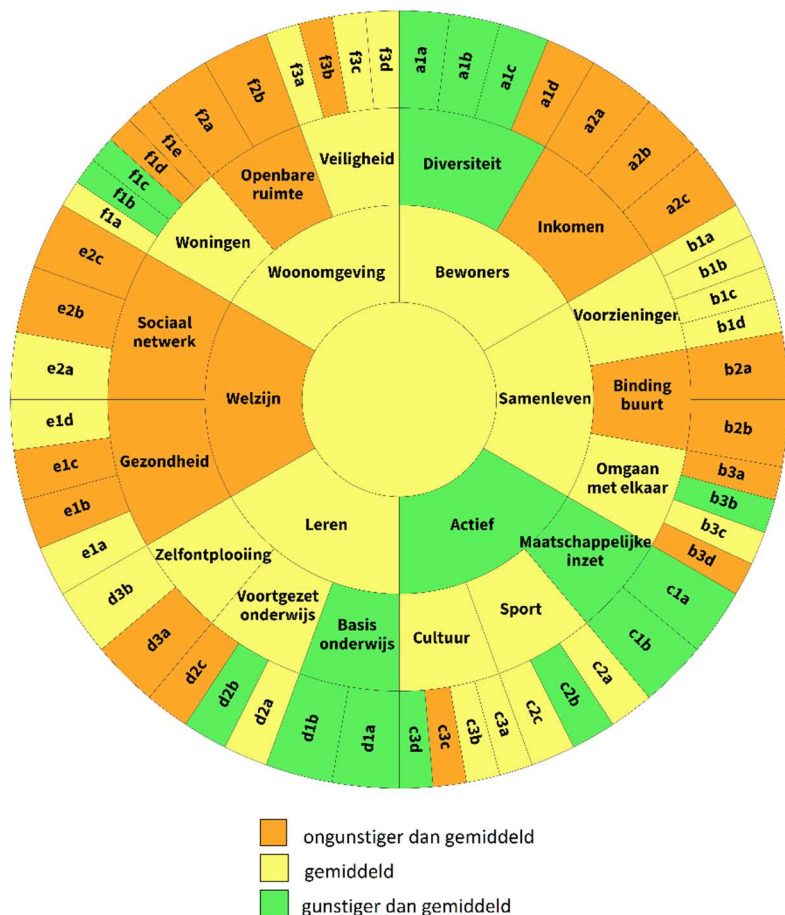 a1a
a1b
a1c
a1d
a2a
a2b
a2c
b1a
b1b
b1c
b1d
b2a
b2b
b3a
b3b
b3c
b3d
c1a
c1b
c2a
c2b
c2c
c3a
c3b
c3c
c3d
d1a
d1b
d2a
d2b
d2c
d3a
d3b
e1a
e1b
e1c
e1d
e2a
e2b
e2c
f1a
f1b
f1c
f1d
f1e
f2a
f2b
f3a
f3b
f3c
f3d
Diversiteit
Inkomen
Voorzieningen
Binding
buurt
Omgaan
met elkaar
Maatschappelijke
inzet
Sport
Cultuur
Basis
onderwijs
Voortgezet
onderwijs
Zelfontplooiing
Gezondheid
Sociaal
netwerk
Woningen
Openbare
ruimte
Veiligheid
Bewoners
Samenleven
Actief
Leren
Welzijn
Woonomgeving
ongunstiger dan gemiddeld
gemiddeld
gunstiger dan gemiddeld